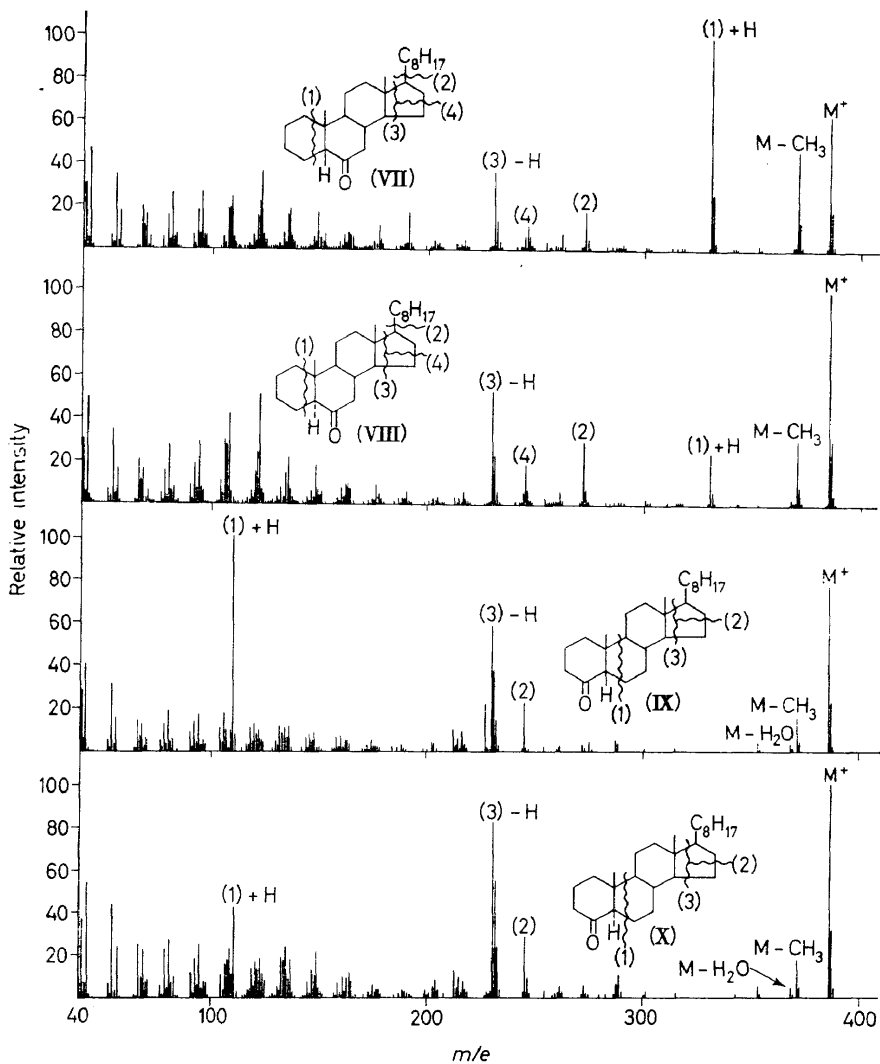 Relative intensity
100
80
60
40
20
C₈H₁₇
(1)
(2)
(4)
(3)
H
O
(VII)
(3) – H
(4)
(2)
(1) + H
M – CH₃
M⁺
100
80
60
40
20
C₈H₁₇
(1)
(2)
(4)
(3)
H
O
(VIII)
(3) – H
(4)
(2)
(1) + H
M – CH₃
M⁺
100
80
60
40
20
(1) + H
(3) – H
(2)
C₈H₁₇
(2)
(3)
O
H
(1)
(IX)
M – CH₃
M – H₂O
M⁺
100
80
60
40
20
(1) + H
(3) – H
(2)
C₈H₁₇
(2)
(3)
O
H
(1)
(X)
M – CH₃
M – H₂O
M⁺
40 100 200 300 400
m/e